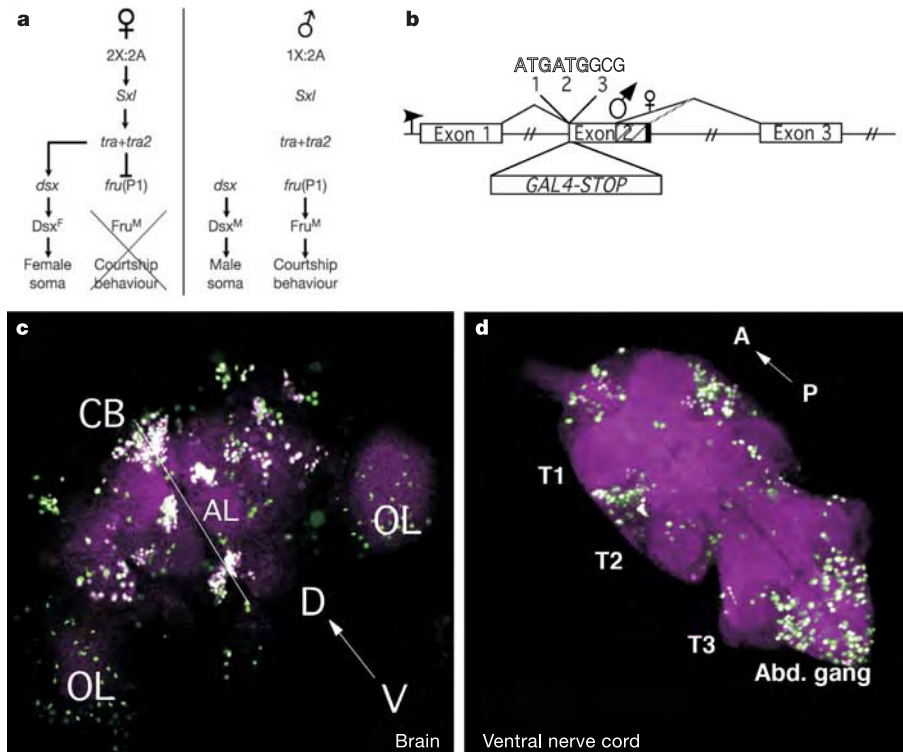 a
♀
2X:2A
Sxl
tra+tra2
dsx
fru(P1)
DsxF
FruM
Female
soma
Courtship
behaviour
♂
1X:2A
Sxl
tra+tra2
dsx
fru(P1)
DsxM
FruM
Male
soma
Courtship
behaviour
b
ATGATGGCG
1 2 3
♂ ♀
Exon 1
Exon 2
Exon 3
GAL4-STOP
c
CB
AL
OL
OL
D
V
Brain
d
A
P
T1
T2
T3
Abd. gang
Ventral nerve cord